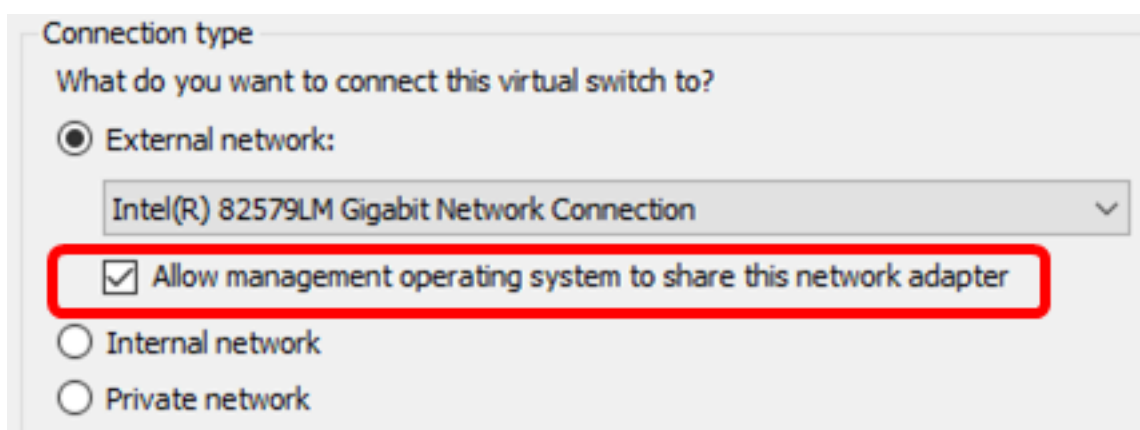 Connection type
What do you want to connect this virtual switch to?
External network:
Intel(R) 82579LM Gigabit Network Connection
Allow management operating system to share this network adapter
Internal network
Private network